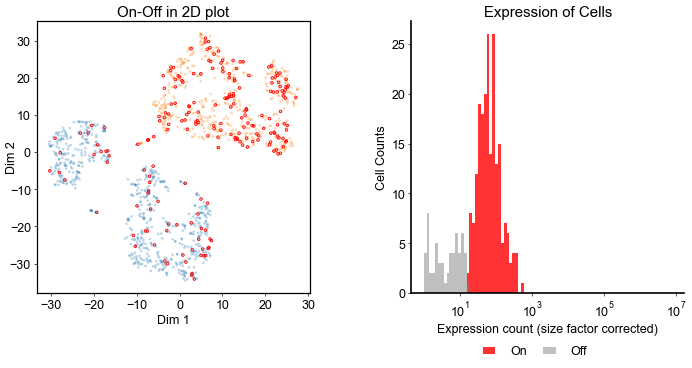 On-Off in 2D plot
30
20
10
0
−10
−20
−30
Dim 2
−30 −20 −10 0 10 20 30
Dim 1
Expression of Cells
25
20
15
10
5
0
Cell Counts
10^1 10^3 10^5 10^7
Expression count (size factor corrected)
On Off